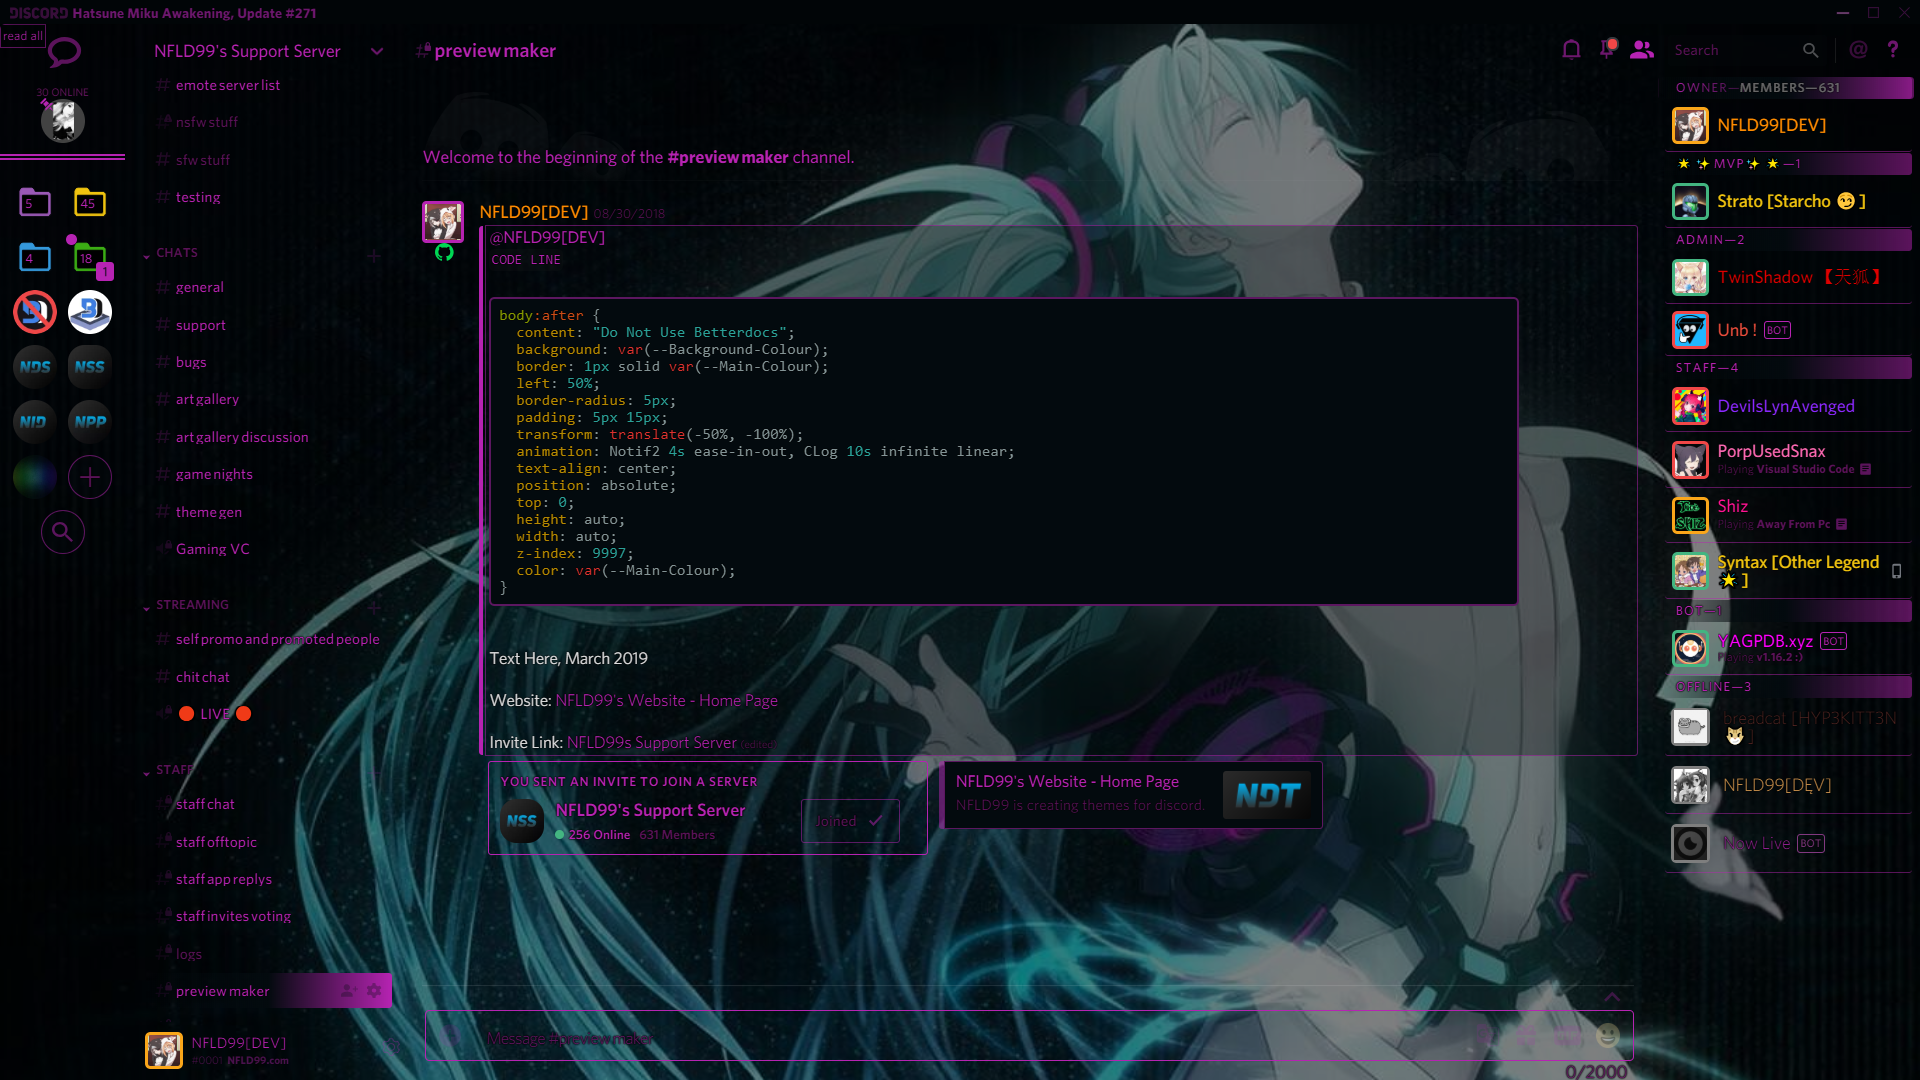 DISCORD Hatsune Miku Awakening, Update #271
read all
30 ONLINE
5
45
4
18
1
NDS
NSS
NID
NPP
NFLD99's Support Server
emote server list
nsfw stuff
sfw stuff
testing
CHATS
general
support
bugs
art gallery
art gallery discussion
game nights
theme gen
Gaming VC
STREAMING
self promo and promoted people
chit chat
🔴 LIVE 🔴
STAFF
staff chat
staff offtopic
staff app replys
staff invites voting
logs
preview maker
NFLD99[DEV]
#0001 NFLD99.com
preview maker
Search
Welcome to the beginning of the #preview maker channel.
NFLD99[DEV] 08/30/2018
@NFLD99[DEV]
CODE LINE
body:after {
content: "Do Not Use Betterdocs";
background: var(--Background-Colour);
border: 1px solid var(--Main-Colour);
left: 50%;
border-radius: 5px;
padding: 5px 15px;
transform: translate(-50%, -100%);
animation: Notif2 4s ease-in-out, CLog 10s infinite linear;
text-align: center;
position: absolute;
top: 0;
height: auto;
width: auto;
z-index: 9997;
color: var(--Main-Colour);
}
Text Here, March 2019
Website: NFLD99's Website - Home Page
Invite Link: NFLD99s Support Server (edited)
YOU SENT AN INVITE TO JOIN A SERVER
NSS
NFLD99's Support Server
256 Online 631 Members
Joined
NFLD99's Website - Home Page
NFLD99 is creating themes for discord.
NDT
Message #preview maker
0/2000
OWNER—MEMBERS—631
NFLD99[DEV]
🌟 ✨ MVP ✨ 🌟 —1
Strato [Starcho 😏 ]
ADMIN—2
TwinShadow 【天狐】
Unb ! BOT
STAFF—4
DevilsLynAvenged
PorpUsedSnax
Playing Visual Studio Code
Shiz
The SHIZ
Playing Away From Pc
Syntax [Other Legend
🌟 ]
BOT—1
YAGPDB.xyz BOT
Playing v1.16.2 :)
OFFLINE—3
breadcat [HYP3KITT3N
]
NFLD99[DEV]
Now Live BOT